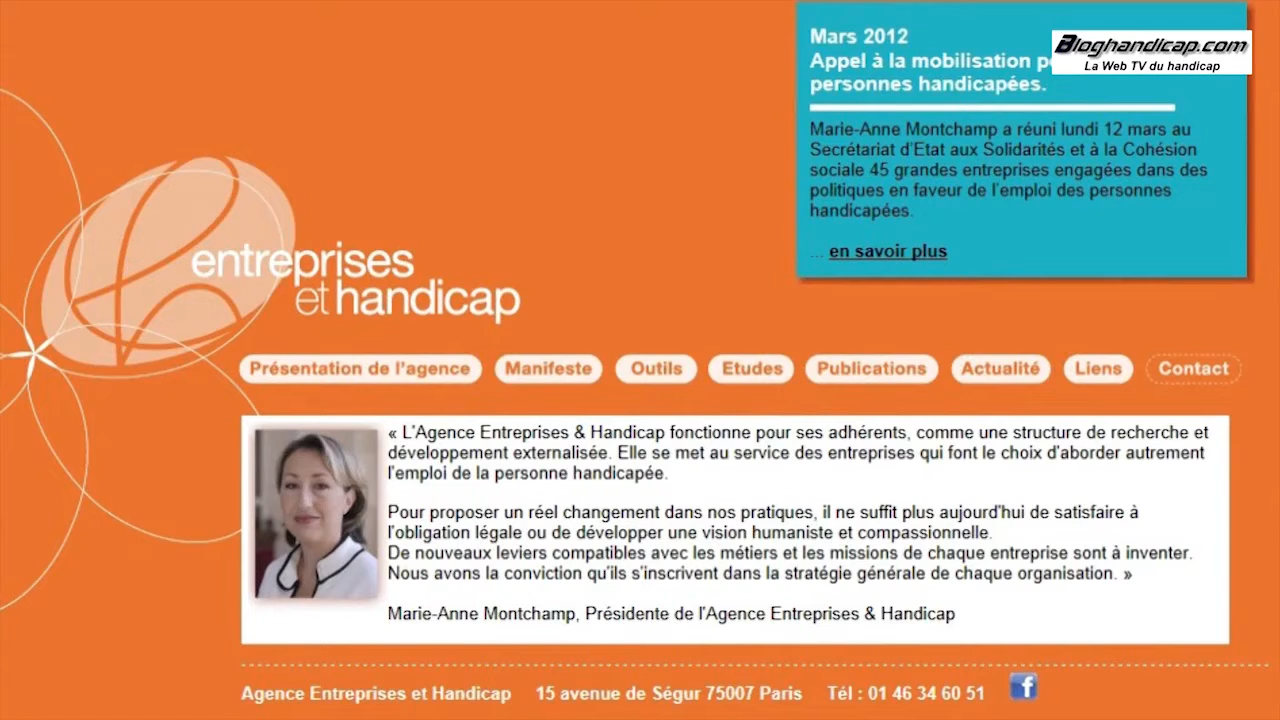 Mars 2012
Bloghandicap.com
La Web TV du handicap
Appel à la mobilisation
personnes handicapées.
Marie-Anne Montchamp a réuni lundi 12 mars au
Secrétariat d'Etat aux Solidarités et à la Cohésion
sociale 45 grandes entreprises engagées dans des
politiques en faveur de l'emploi des personnes
handicapées.
... en savoir plus
entreprises
et handicap
Présentation de l'agence Manifeste Outils Etudes Publications Actualité Liens Contact
« L'Agence Entreprises & Handicap fonctionne pour ses adhérents, comme une structure de recherche et
développement externalisée. Elle se met au service des entreprises qui font le choix d'aborder autrement
l'emploi de la personne handicapée.
Pour proposer un réel changement dans nos pratiques, il ne suffit plus aujourd'hui de satisfaire à
l'obligation légale ou de développer une vision humaniste et compassionnelle.
De nouveaux leviers compatibles avec les métiers et les missions de chaque entreprise sont à inventer.
Nous avons la conviction qu'ils s'inscrivent dans la stratégie générale de chaque organisation. »
Marie-Anne Montchamp, Présidente de l'Agence Entreprises & Handicap
Agence Entreprises et Handicap 15 avenue de Ségur 75007 Paris Tél : 01 46 34 60 51 f